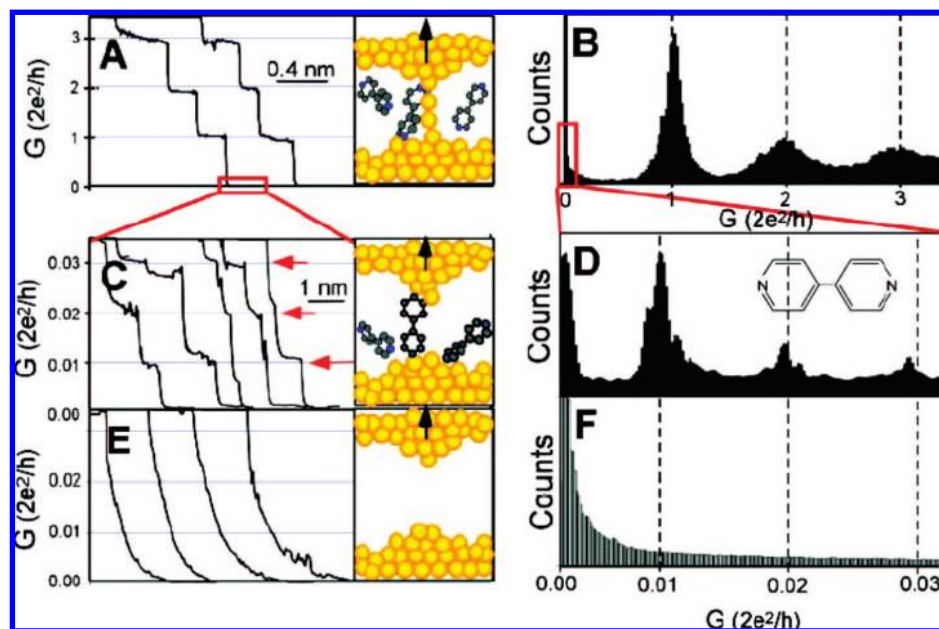 A
G (2e²/h)
3
2
1
0
0.4 nm
B
Counts
0
1
2
3
G (2e²/h)
C
G (2e²/h)
0.03
0.02
0.01
0.00
1 nm
D
Counts
N
N
E
G (2e²/h)
0.02
0.01
0.00
F
Counts
0.00
0.01
0.02
0.03
G (2e²/h)